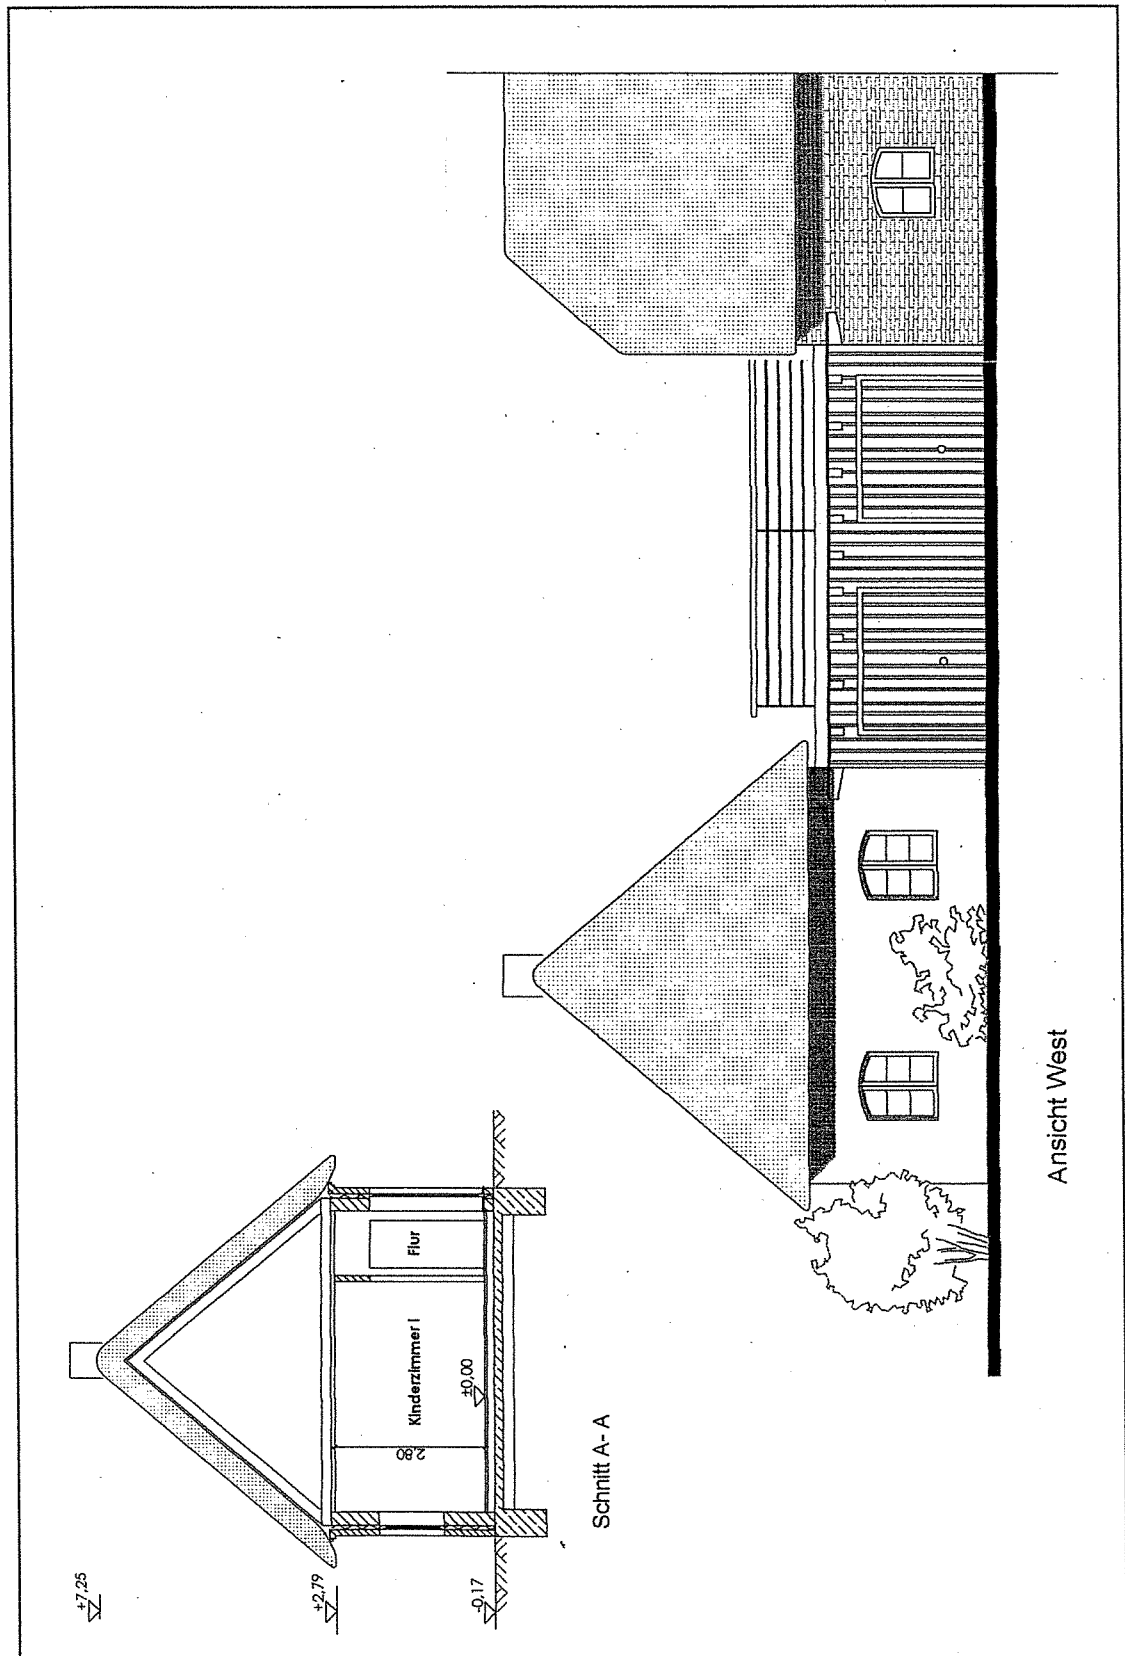 +7,25
+2,79
-0,17
2,80
±0,00
Kinderzimmer I
Flur
Schnitt A- A
Ansicht West